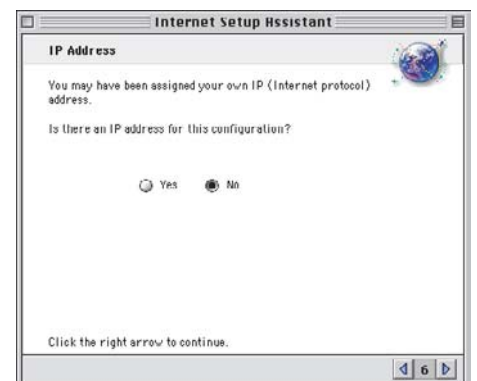 Internet Setup Assistant
IP Address
You may have been assigned your own IP (Internet protocol)
address.
Is there an IP address for this configuration?
Yes No
Click the right arrow to continue.
6